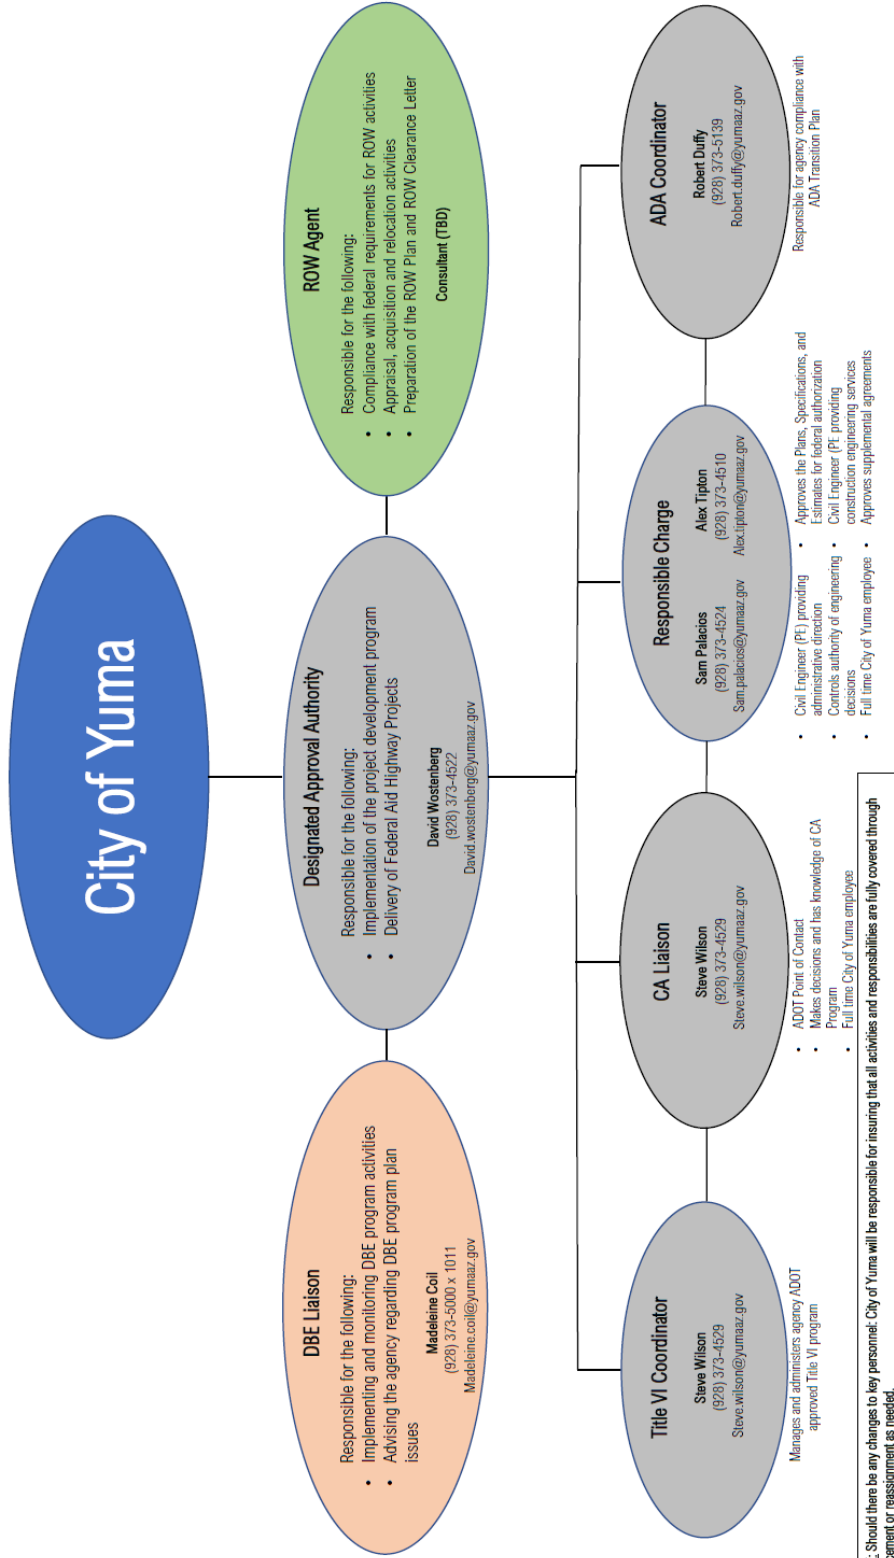 City of Yuma
DBE Liaison
Responsible for the following:
• Implementing and monitoring DBE program activities
• Advising the agency regarding DBE program plan
issues
Madeleine Coil
(928) 373-5000 x 1011
Madeleine.coil@yumaaz.gov
Designated Approval Authority
Responsible for the following:
• Implementation of the project development program
• Delivery of Federal Aid Highway Projects
David Wostenberg
(928) 373-4522
David.wostenberg@yumaaz.gov
ROW Agent
Responsible for the following:
• Compliance with federal requirements for ROW activities
• Appraisal, acquisition and relocation activities
• Preparation of the ROW Plan and ROW Clearance Letter
Consultant (TBD)
Title VI Coordinator
Steve Wilson
(928) 373-4529
Steve.wilson@yumaaz.gov
Manages and administers agency ADOT
approved Title VI program
CA Liaison
Steve Wilson
(928) 373-4529
Steve.wilson@yumaaz.gov
• ADOT Point of Contact
• Makes decisions and has knowledge of CA
Program
• Full time City of Yuma employee
Responsible Charge
Sam Palacios
(928) 373-4524
Sam.palacios@yumaaz.gov
Alex Tipton
(928) 373-4510
Alex.tipton@yumaaz.gov
• Civil Engineer (PE) providing
administrative direction
• Controls authority of engineering
decisions
• Full time City of Yuma employee
• Approves the Plans, Specifications, and
Estimates for federal authorization
• Civil Engineer (PE providing
construction engineering services
• Approves supplemental agreements
ADA Coordinator
Robert Duffy
(928) 373-5139
Robert.duffy@yumaaz.gov
Responsible for agency compliance with
ADA Transition Plan
: Should there be any changes to key personnel: City of Yuma will be responsible for insuring that all activities and responsibilities are fully covered through
or reassignment as needed.